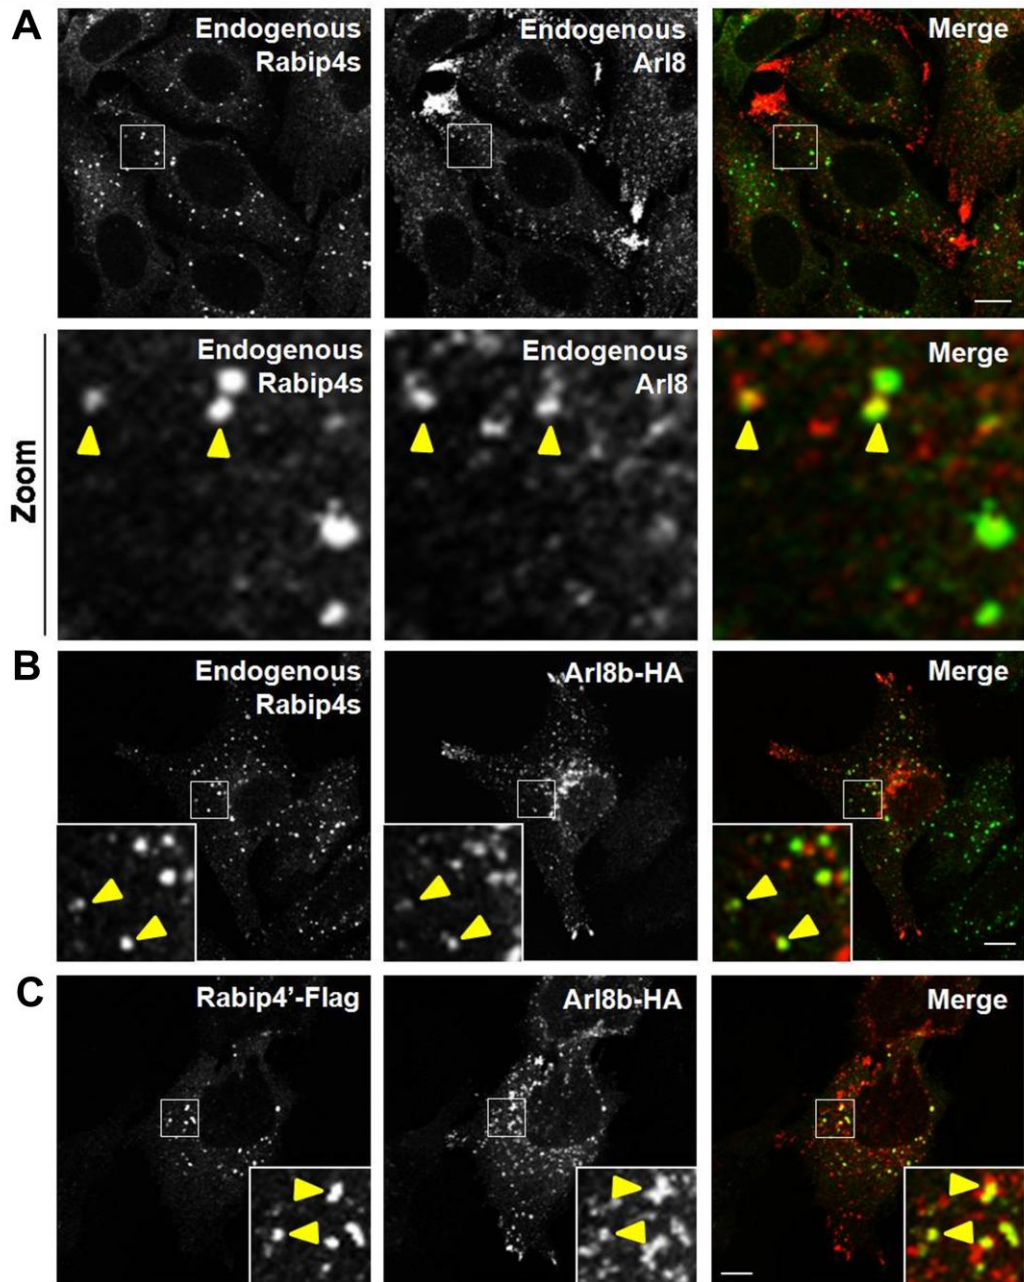 A
Endogenous
Rabip4s
Endogenous
Arl8
Merge
Zoom
Endogenous
Rabip4s
Endogenous
Arl8
Merge
B
Endogenous
Rabip4s
Arl8b-HA
Merge
C
Rabip4’-Flag
Arl8b-HA
Merge